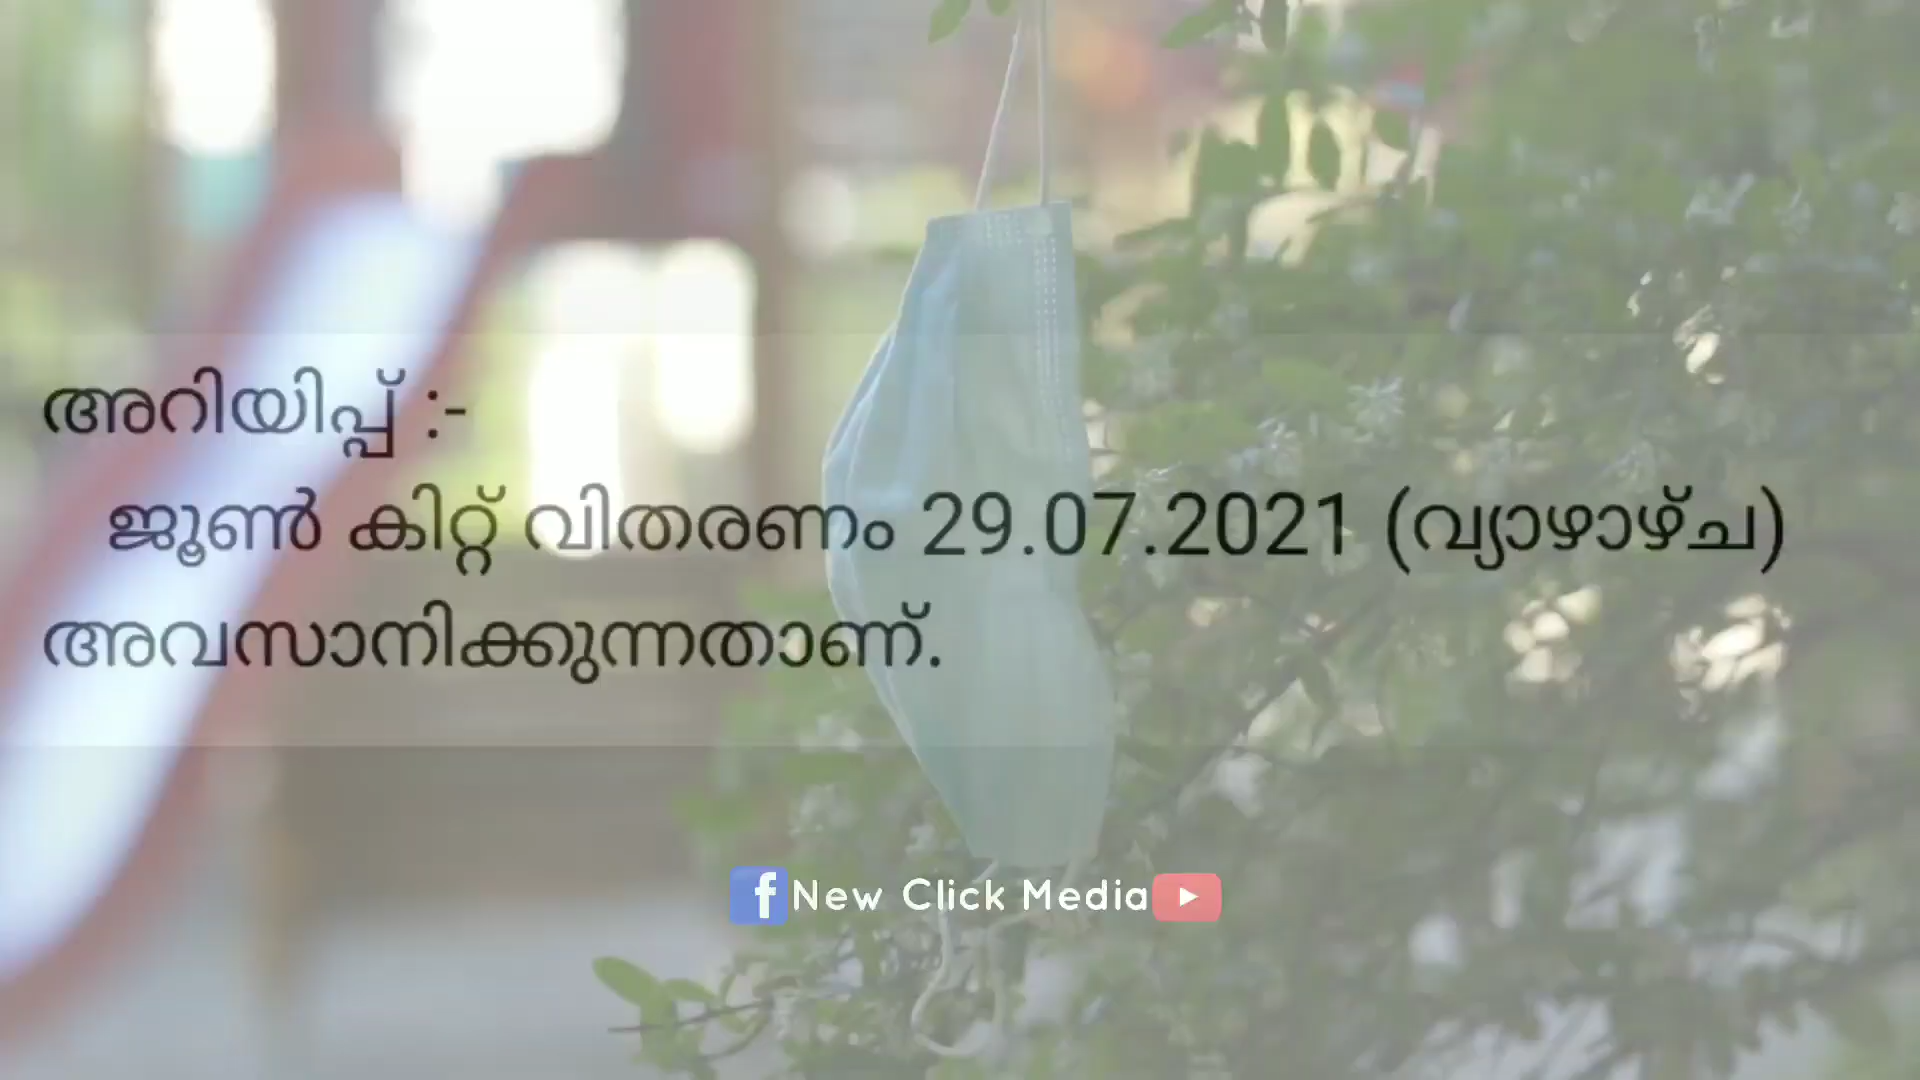 അറിയിപ്പ് :-
ജൂൺ കിറ്റ് വിതരണം 29.07.2021 (വ്യാഴാഴ്ച)
അവസാനിക്കുന്നതാണ്.
New Click Media